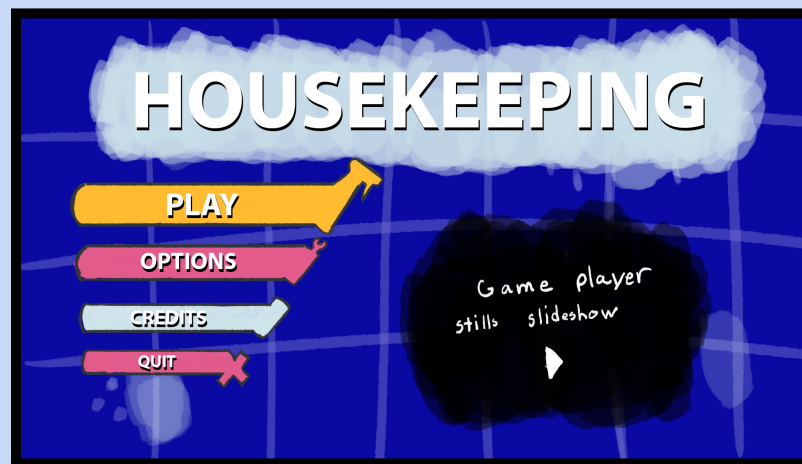 HOUSEKEEPING
PLAY
OPTIONS
CREDITS
QUIT
Game player
stills slideshow